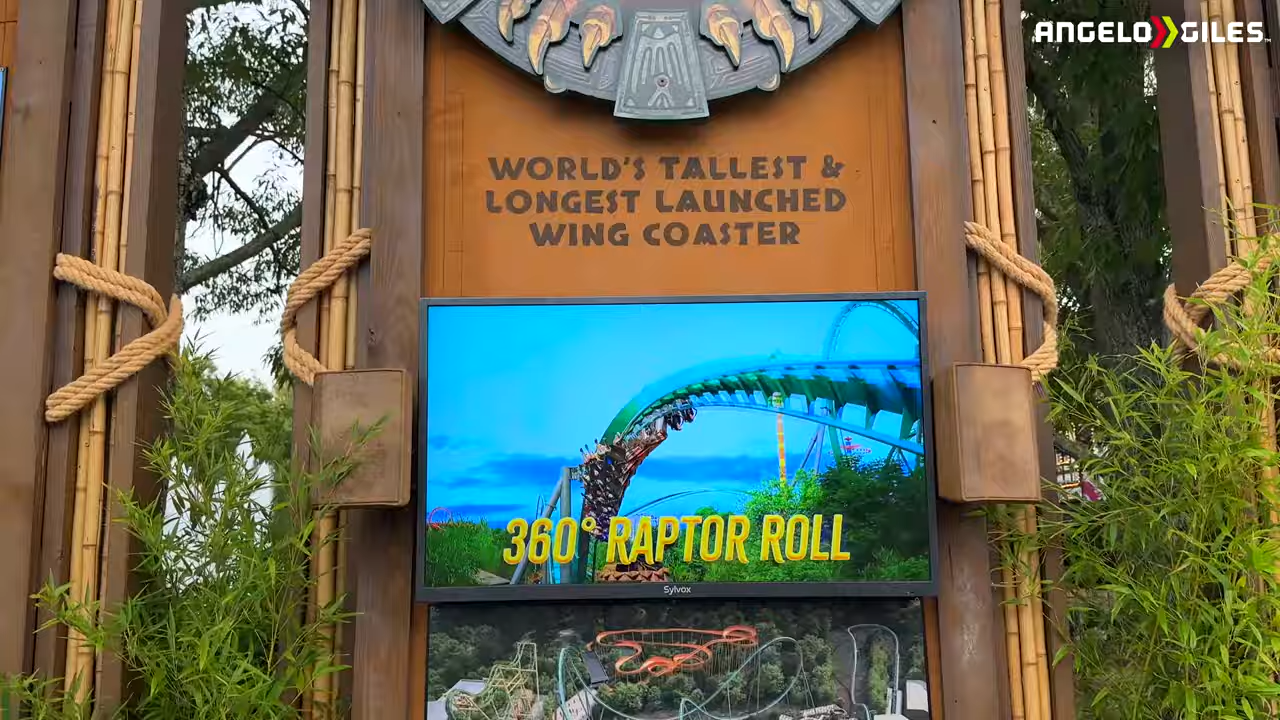 ANGELO GILES
WORLD'S TALLEST &
LONGEST LAUNCHED
WING COASTER
360° RAPTOR ROLL
Sylvox